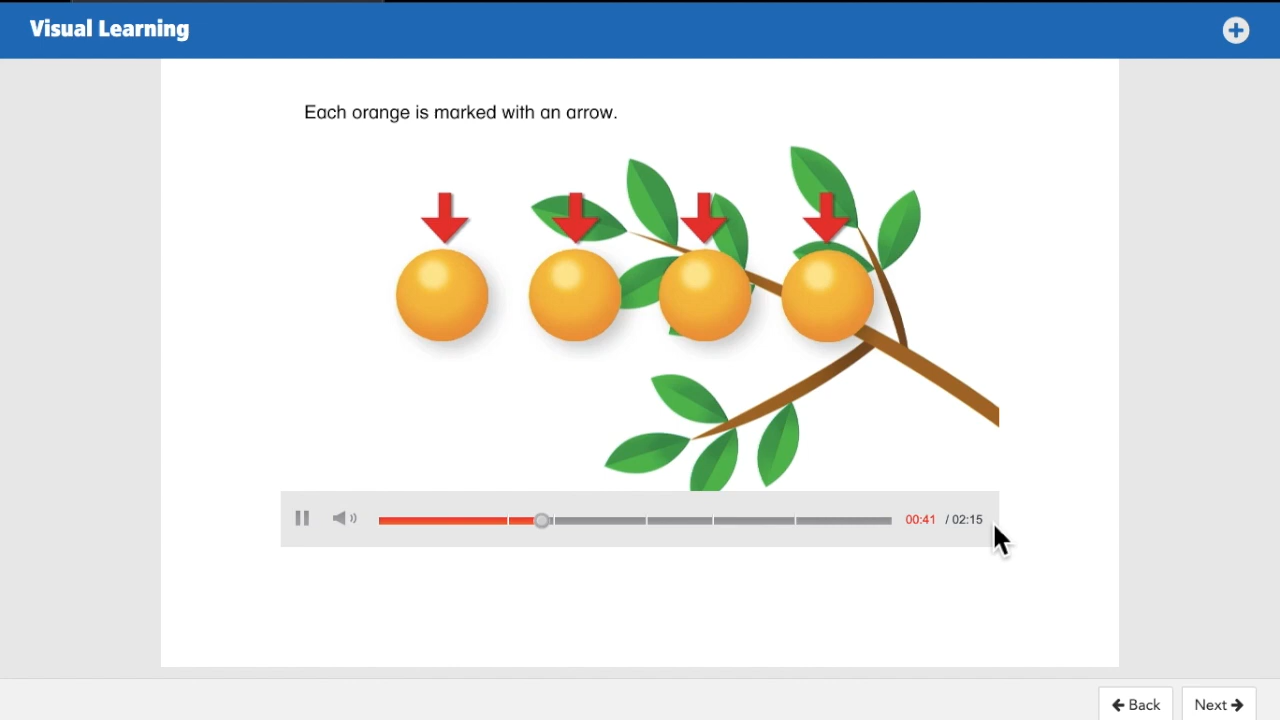 Visual Learning
Each orange is marked with an arrow.
00:41 / 02:15
Back
Next